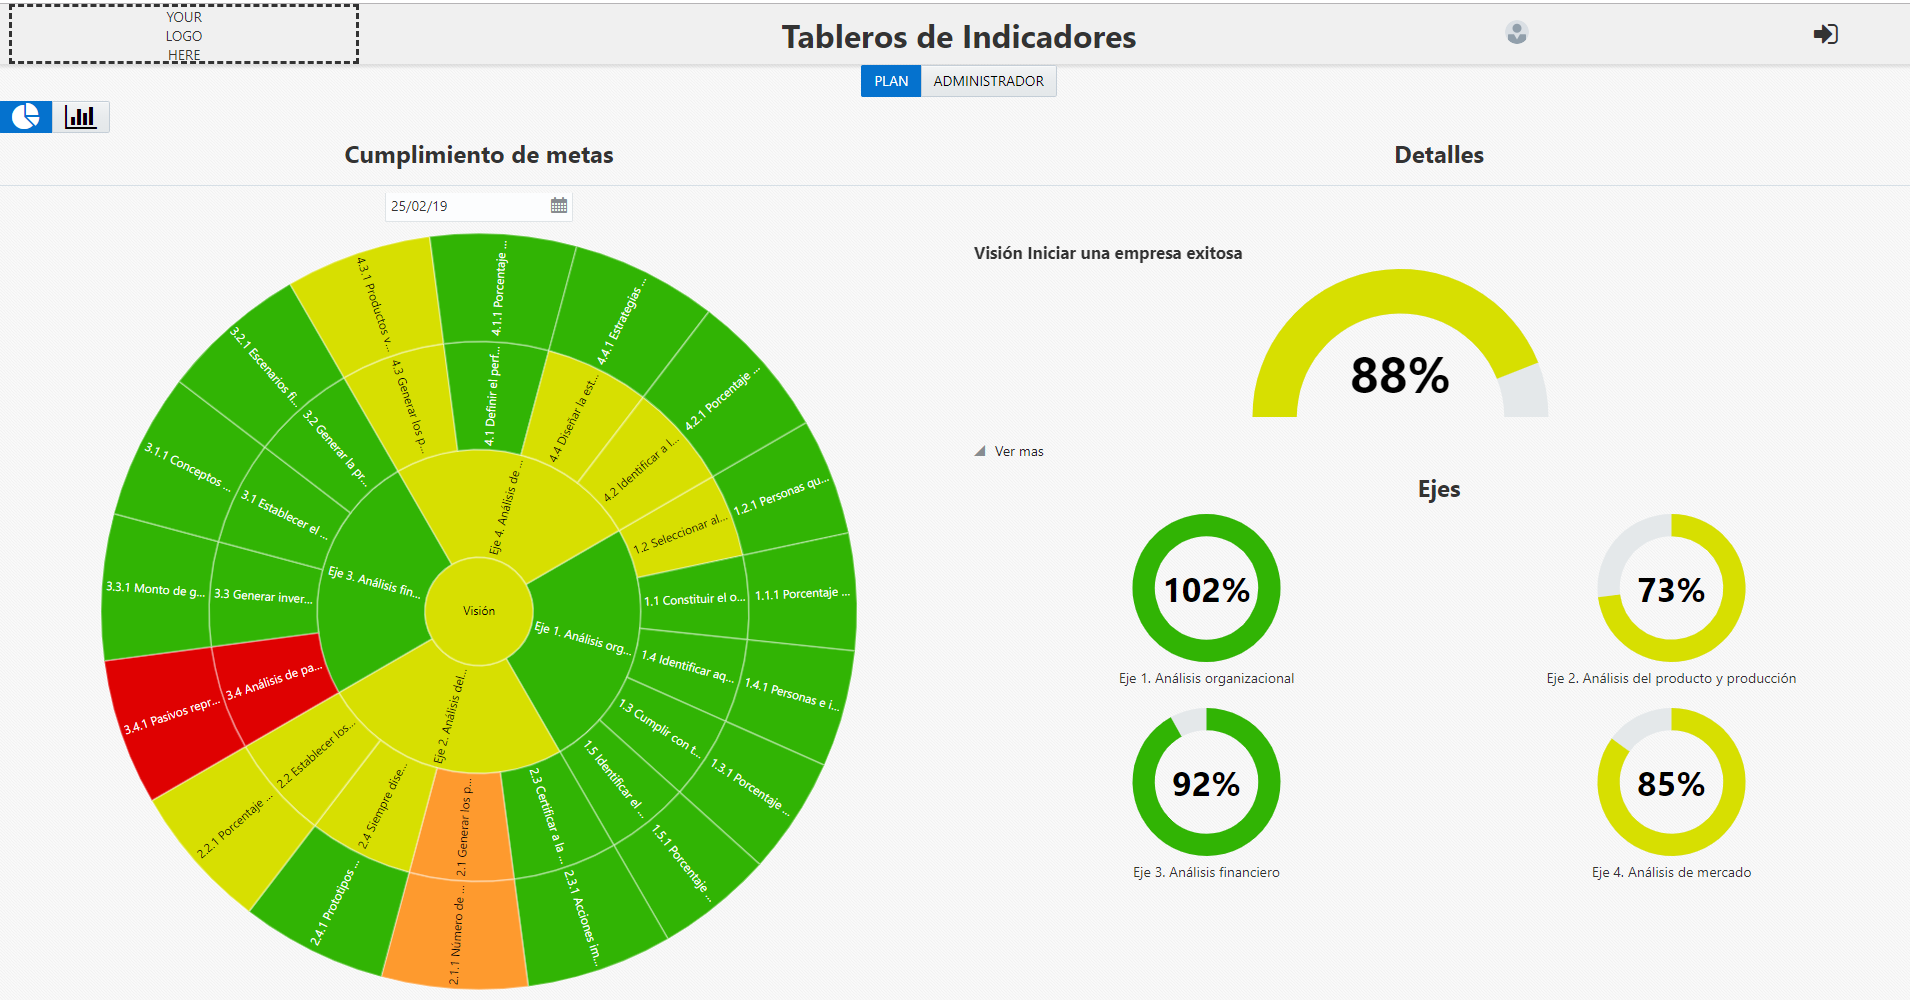 YOUR
LOGO
HERE
Tableros de Indicadores
PLAN
ADMINISTRADOR
Cumplimiento de metas
Detalles
25/02/19
Visión
Eje 1. Análisis org...
1.2 Seleccionar al...
1.2.1 Personas qu...
1.1 Constituir el o...
1.1.1 Porcentaje ...
1.4 Identificar aq...
1.4.1 Personas e i...
1.3 Cumplir con t...
1.3.1 Porcentaje ...
1.5 Identificar el ...
1.5.1 Porcentaje ...
Eje 2. Análisis del...
2.3 Certificar a la ...
2.3.1 Acciones im...
2.1 Generar los p...
2.1.1 Número de ...
2.4 Siempre dise...
2.4.1 Prototipos ...
2.2 Establecer los...
2.2.1 Porcentaje ...
Eje 3. Análisis fin...
3.4 Análisis de pa...
3.4.1 Pasivos repr...
3.3 Generar inver...
3.3.1 Monto de g...
3.1 Establecer el ...
3.1.1 Conceptos ...
3.2 Generar la pr...
3.2.1 Escenarios fi...
Eje 4. Análisis de ...
4.3 Generar los p...
4.3.1 Productos v...
4.1 Definir el perf...
4.1.1 Porcentaje ...
4.4 Diseñar la est...
4.4.1 Estrategias ...
4.2 Identificar a l...
4.2.1 Porcentaje ...
Visión Iniciar una empresa exitosa
88%
Ver mas
Ejes
102%
Eje 1. Análisis organizacional
73%
Eje 2. Análisis del producto y producción
92%
Eje 3. Análisis financiero
85%
Eje 4. Análisis de mercado